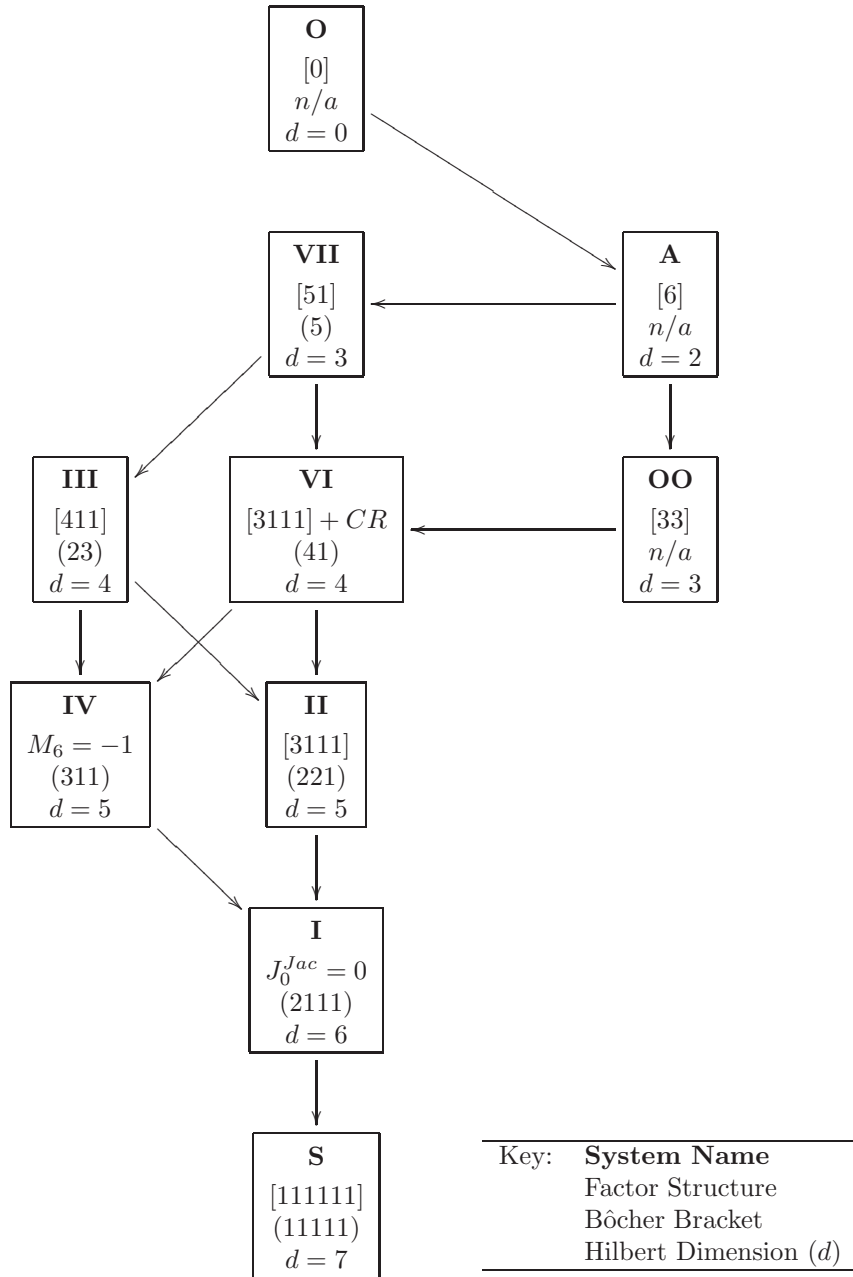 O
[0]
n/a
d = 0
VII
[51]
(5)
d = 3
A
[6]
n/a
d = 2
III
[411]
(23)
d = 4
VI
[3111] + CR
(41)
d = 4
OO
[33]
n/a
d = 3
IV
M_6 = −1
(311)
d = 5
II
[3111]
(221)
d = 5
I
J_0^{Jac} = 0
(2111)
d = 6
S
[111111]
(11111)
d = 7
Key: System Name
Factor Structure
Bôcher Bracket
Hilbert Dimension (d)